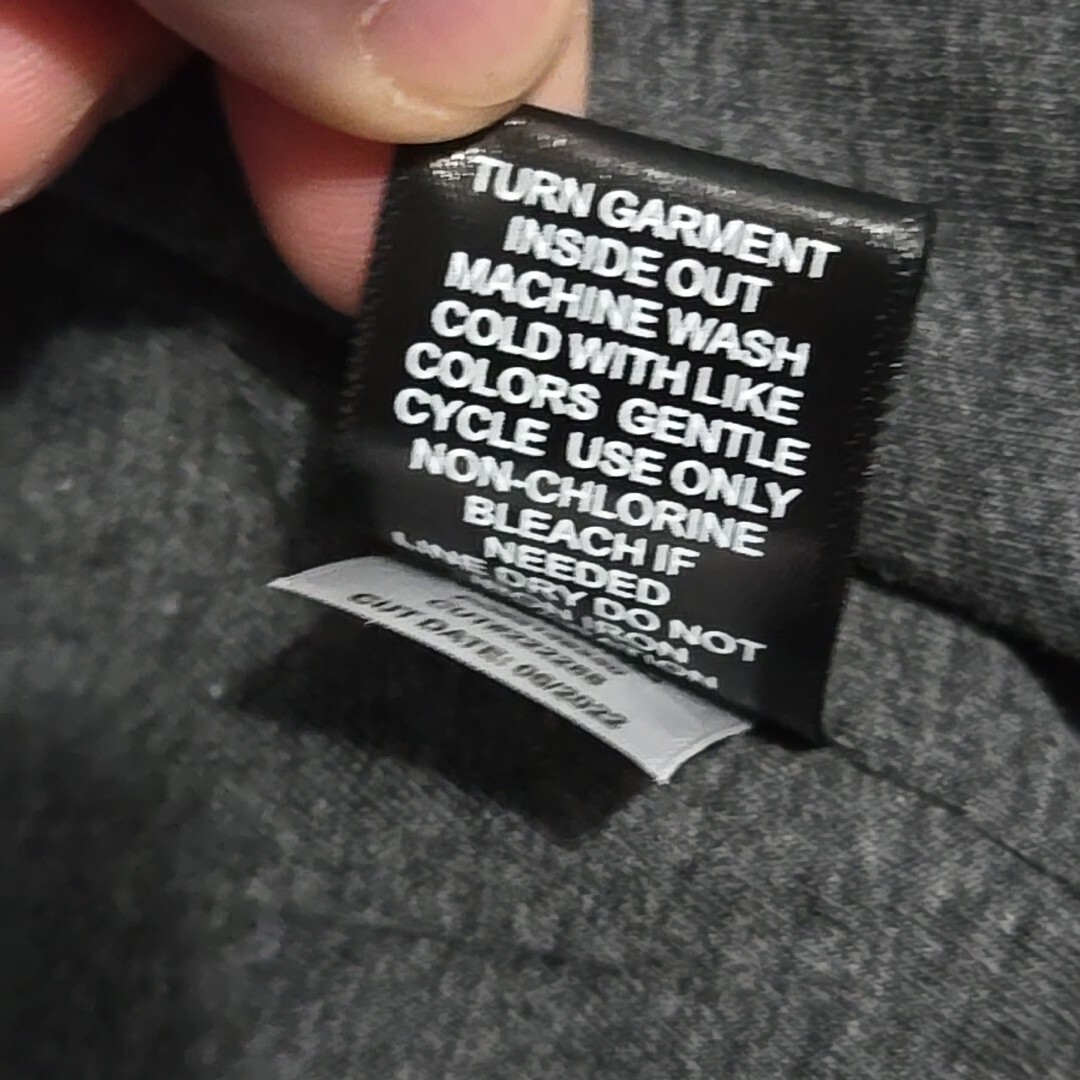 TURN GARMENT
INSIDE OUT
MACHINE WASH
COLD WITH LIKE
COLORS GENTLE
CYCLE USE ONLY
NON-CHLORINE
BLEACH IF
NEEDED
LINE DRY DO NOT
IRON
CUT DATE: 06/2022